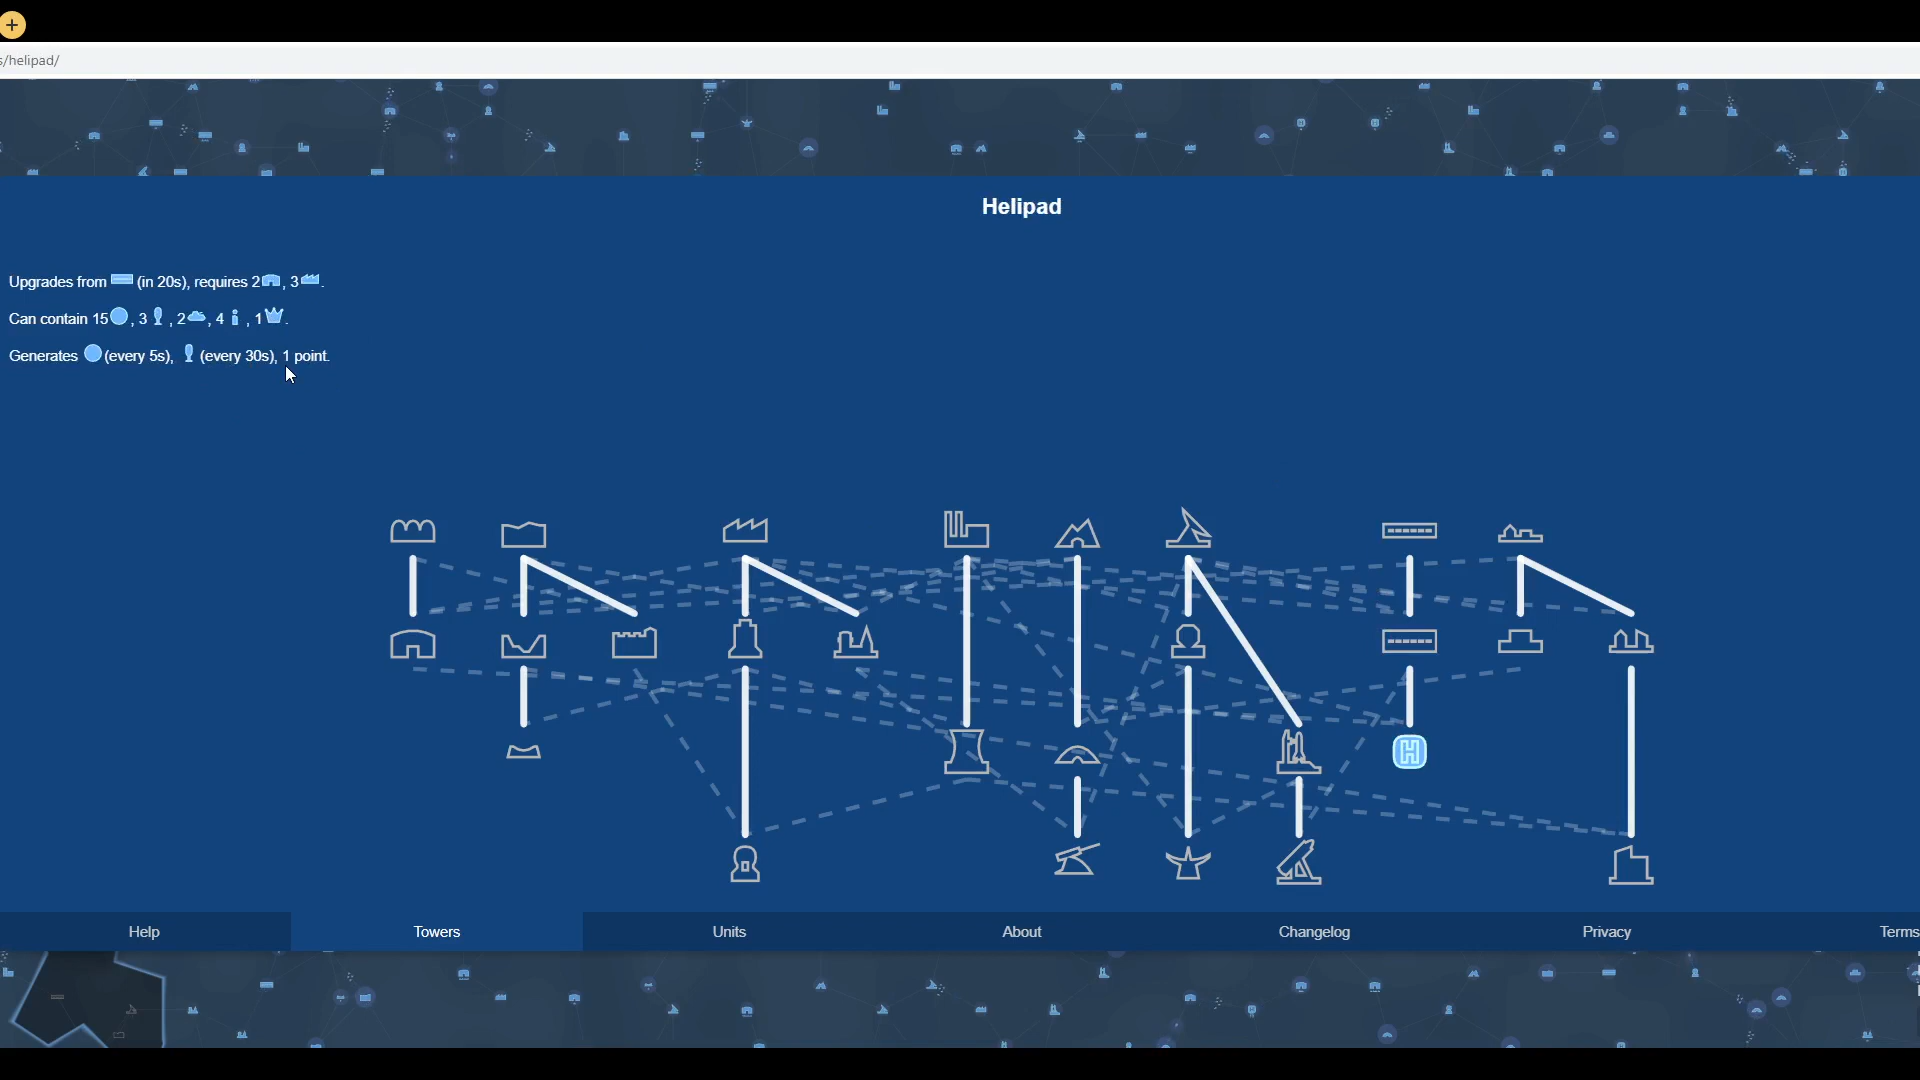 s/helipad/
Helipad
Upgrades from (in 20s), requires 2, 3.
Can contain 15, 3, 2, 4, 1.
Generates (every 5s), (every 30s), 1 point.
H
Help Towers Units About Changelog Privacy Terms